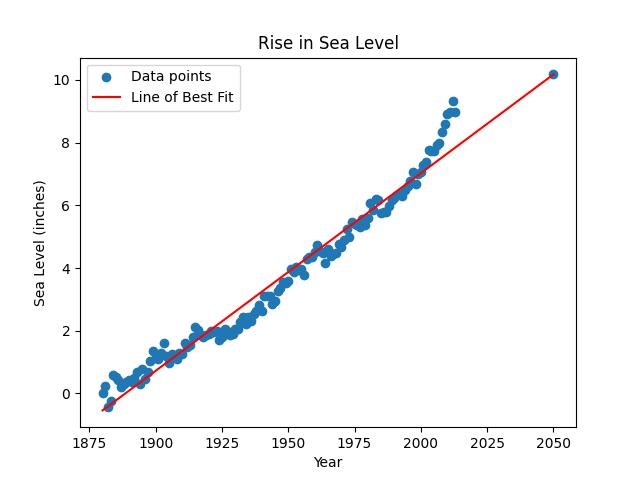 Rise in Sea Level
Data points
Line of Best Fit
10
8
6
4
2
0
Sea Level (inches)
1875
1900
1925
1950
1975
2000
2025
2050
Year